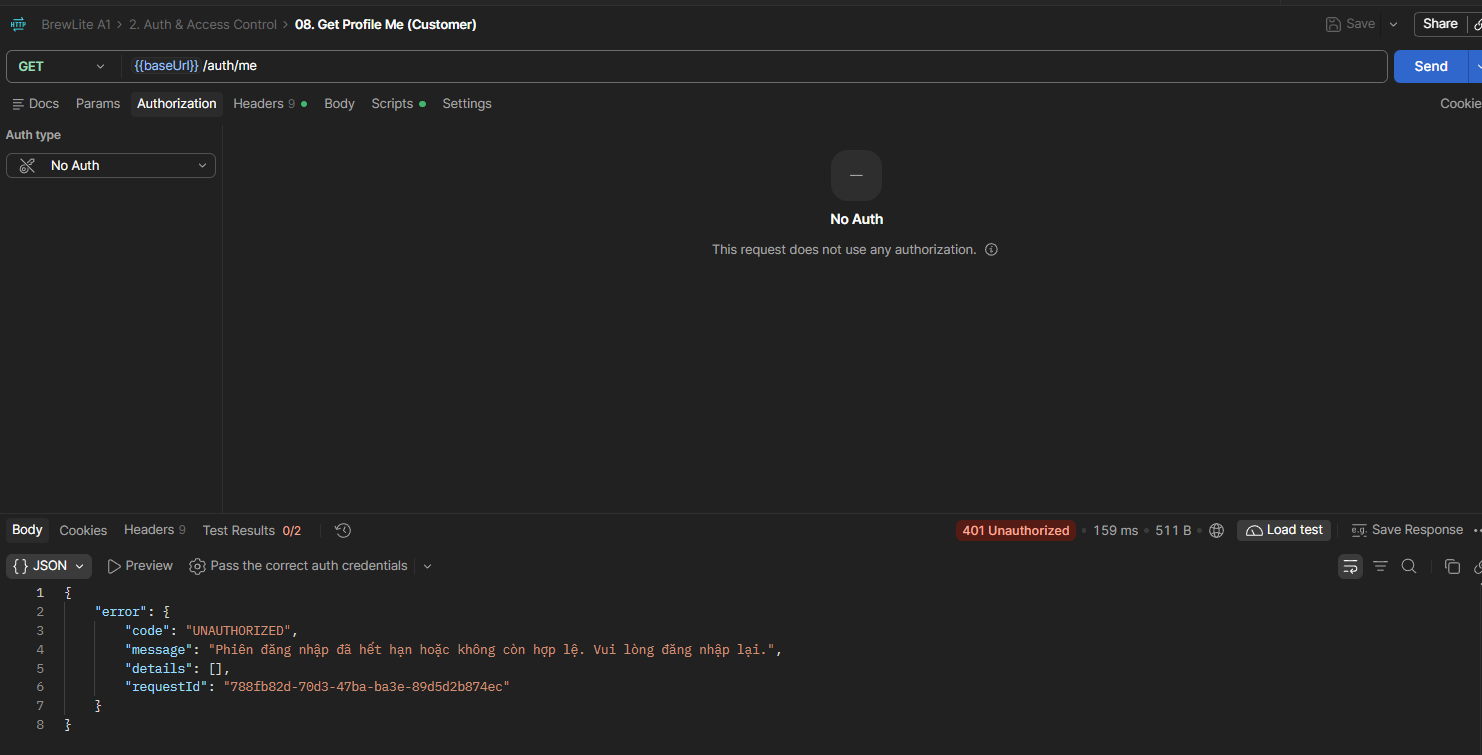 HTTP BrewLite A1 > 2. Auth & Access Control > 08. Get Profile Me (Customer) Save Share
GET {{baseUrl}} /auth/me Send
Docs Params Authorization Headers 9 Body Scripts Settings Cookie
Auth type
No Auth
No Auth
This request does not use any authorization.
Body Cookies Headers 9 Test Results 0/2 401 Unauthorized 159 ms 511 B Load test e.g. Save Response
{} JSON Preview Pass the correct auth credentials
1 {
2 "error": {
3 "code": "UNAUTHORIZED",
4 "message": "Phiên đăng nhập đã hết hạn hoặc không còn hợp lệ. Vui lòng đăng nhập lại.",
5 "details": [],
6 "requestId": "788fb82d-70d3-47ba-ba3e-89d5d2b874ec"
7 }
8 }